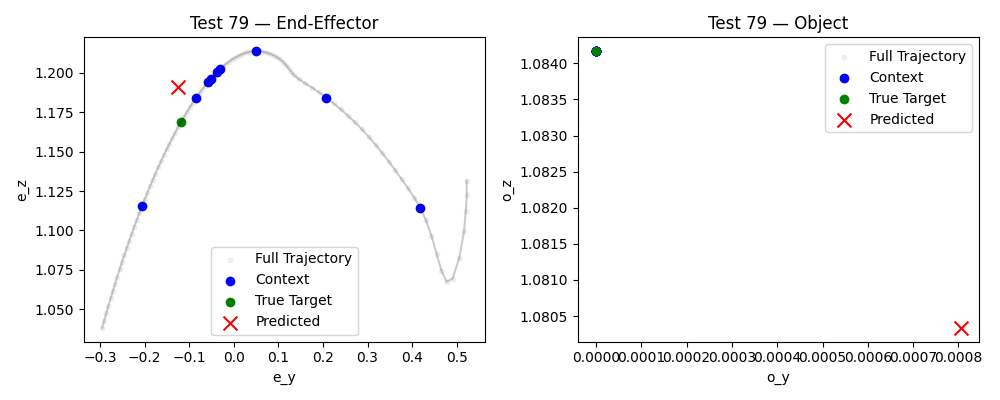 Test 79 — End-Effector
e_z
1.200
1.175
1.150
1.125
1.100
1.075
1.050
Full Trajectory
Context
True Target
Predicted
−0.3 −0.2 −0.1 0.0 0.1 0.2 0.3 0.4 0.5
e_y
Test 79 — Object
o_z
1.0840
1.0835
1.0830
1.0825
1.0820
1.0815
1.0810
1.0805
Full Trajectory
Context
True Target
Predicted
0.0000 0.0001 0.0002 0.0003 0.0004 0.0005 0.0006 0.0007 0.0008
o_y